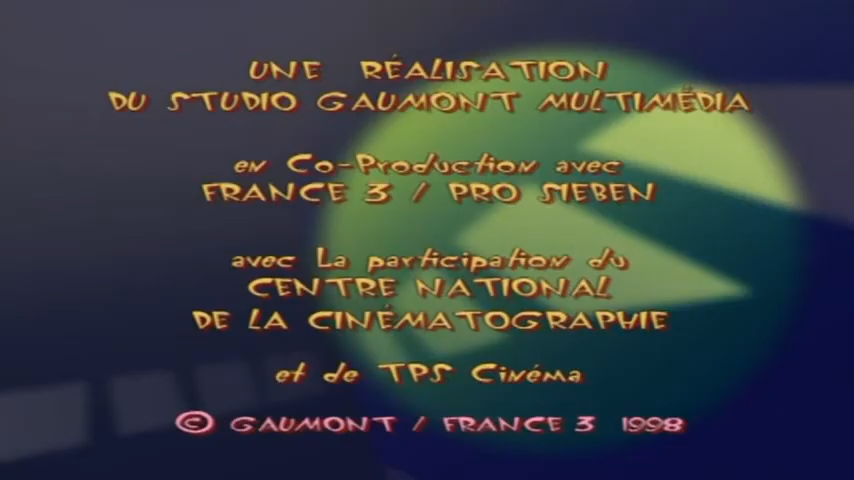 UNE RÉALISATION
DU STUDIO GAUMONT MULTIMÉDIA
en Co-Production avec
FRANCE 3 / PRO SIEBEN
avec La participation du
CENTRE NATIONAL
DE LA CINÉMATOGRAPHIE
et de TPS Cinéma
© GAUMONT / FRANCE 3 1998